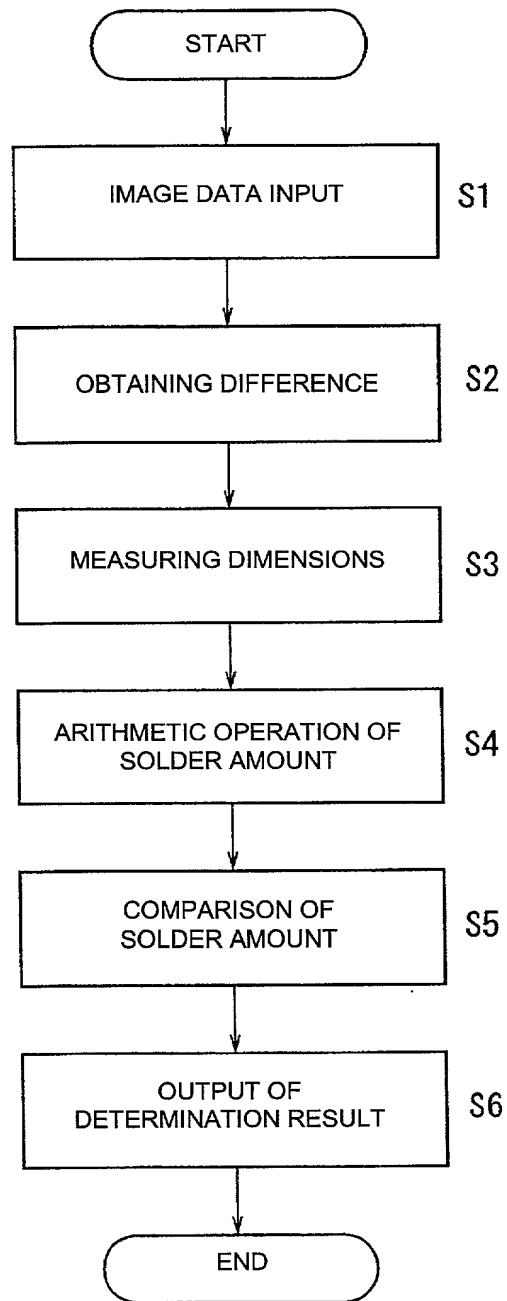 START
IMAGE DATA INPUT
S1
OBTAINING DIFFERENCE
S2
MEASURING DIMENSIONS
S3
ARITHMETIC OPERATION OF
SOLDER AMOUNT
S4
COMPARISON OF
SOLDER AMOUNT
S5
OUTPUT OF
DETERMINATION RESULT
S6
END